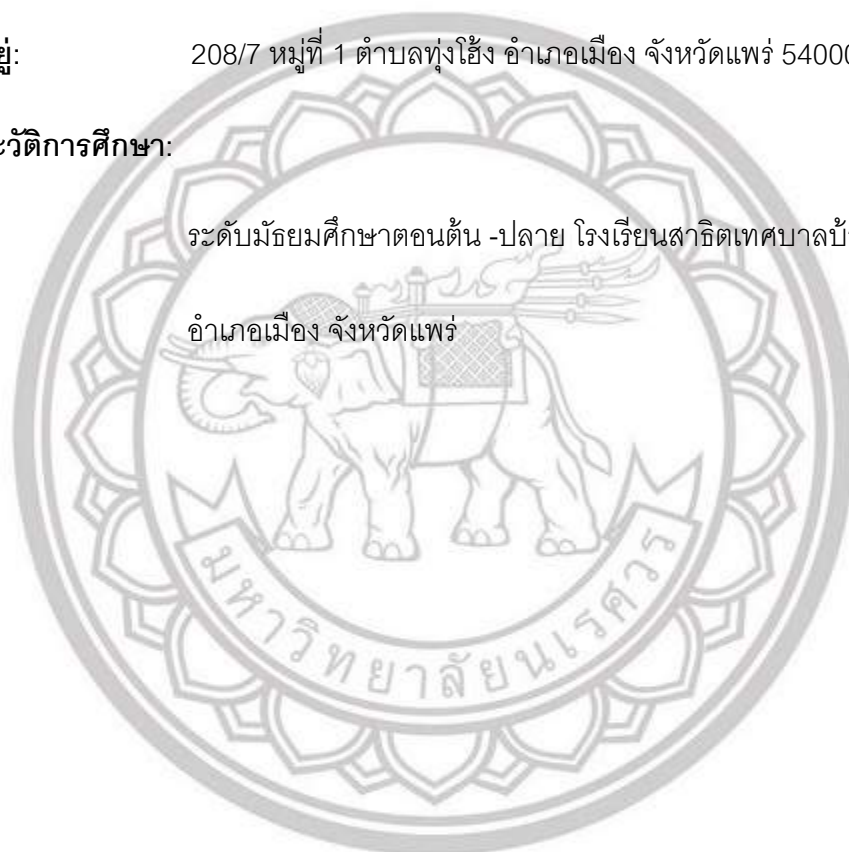 ยู่: 208/7 หมู่ที่ 1 ตำบลทุ่งโฮ้ง อำเภอเมือง จังหวัดแพร่ 54000
ะวัติการศึกษา:
ระดับมัธยมศึกษาตอนต้น -ปลาย โรงเรียนสาธิตเทศบาลบ้
อำเภอเมือง จังหวัดแพร่
มหาวิทยาลัยนเรศวร